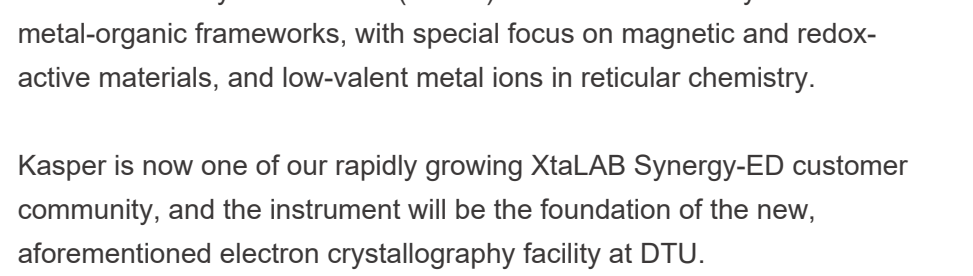 metal-organic frameworks, with special focus on magnetic and redox-
active materials, and low-valent metal ions in reticular chemistry.
Kasper is now one of our rapidly growing XtaLAB Synergy-ED customer
community, and the instrument will be the foundation of the new,
aforementioned electron crystallography facility at DTU.